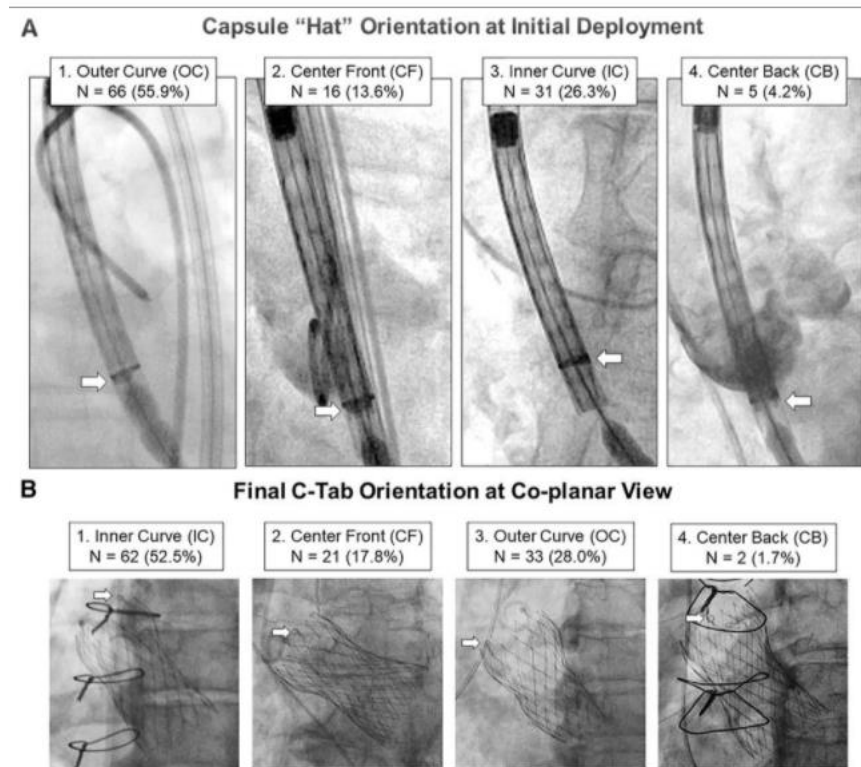 A
Capsule “Hat” Orientation at Initial Deployment
1. Outer Curve (OC)
N = 66 (55.9%)
2. Center Front (CF)
N = 16 (13.6%)
3. Inner Curve (IC)
N = 31 (26.3%)
4. Center Back (CB)
N = 5 (4.2%)
B
Final C-Tab Orientation at Co-planar View
1. Inner Curve (IC)
N = 62 (52.5%)
2. Center Front (CF)
N = 21 (17.8%)
3. Outer Curve (OC)
N = 33 (28.0%)
4. Center Back (CB)
N = 2 (1.7%)